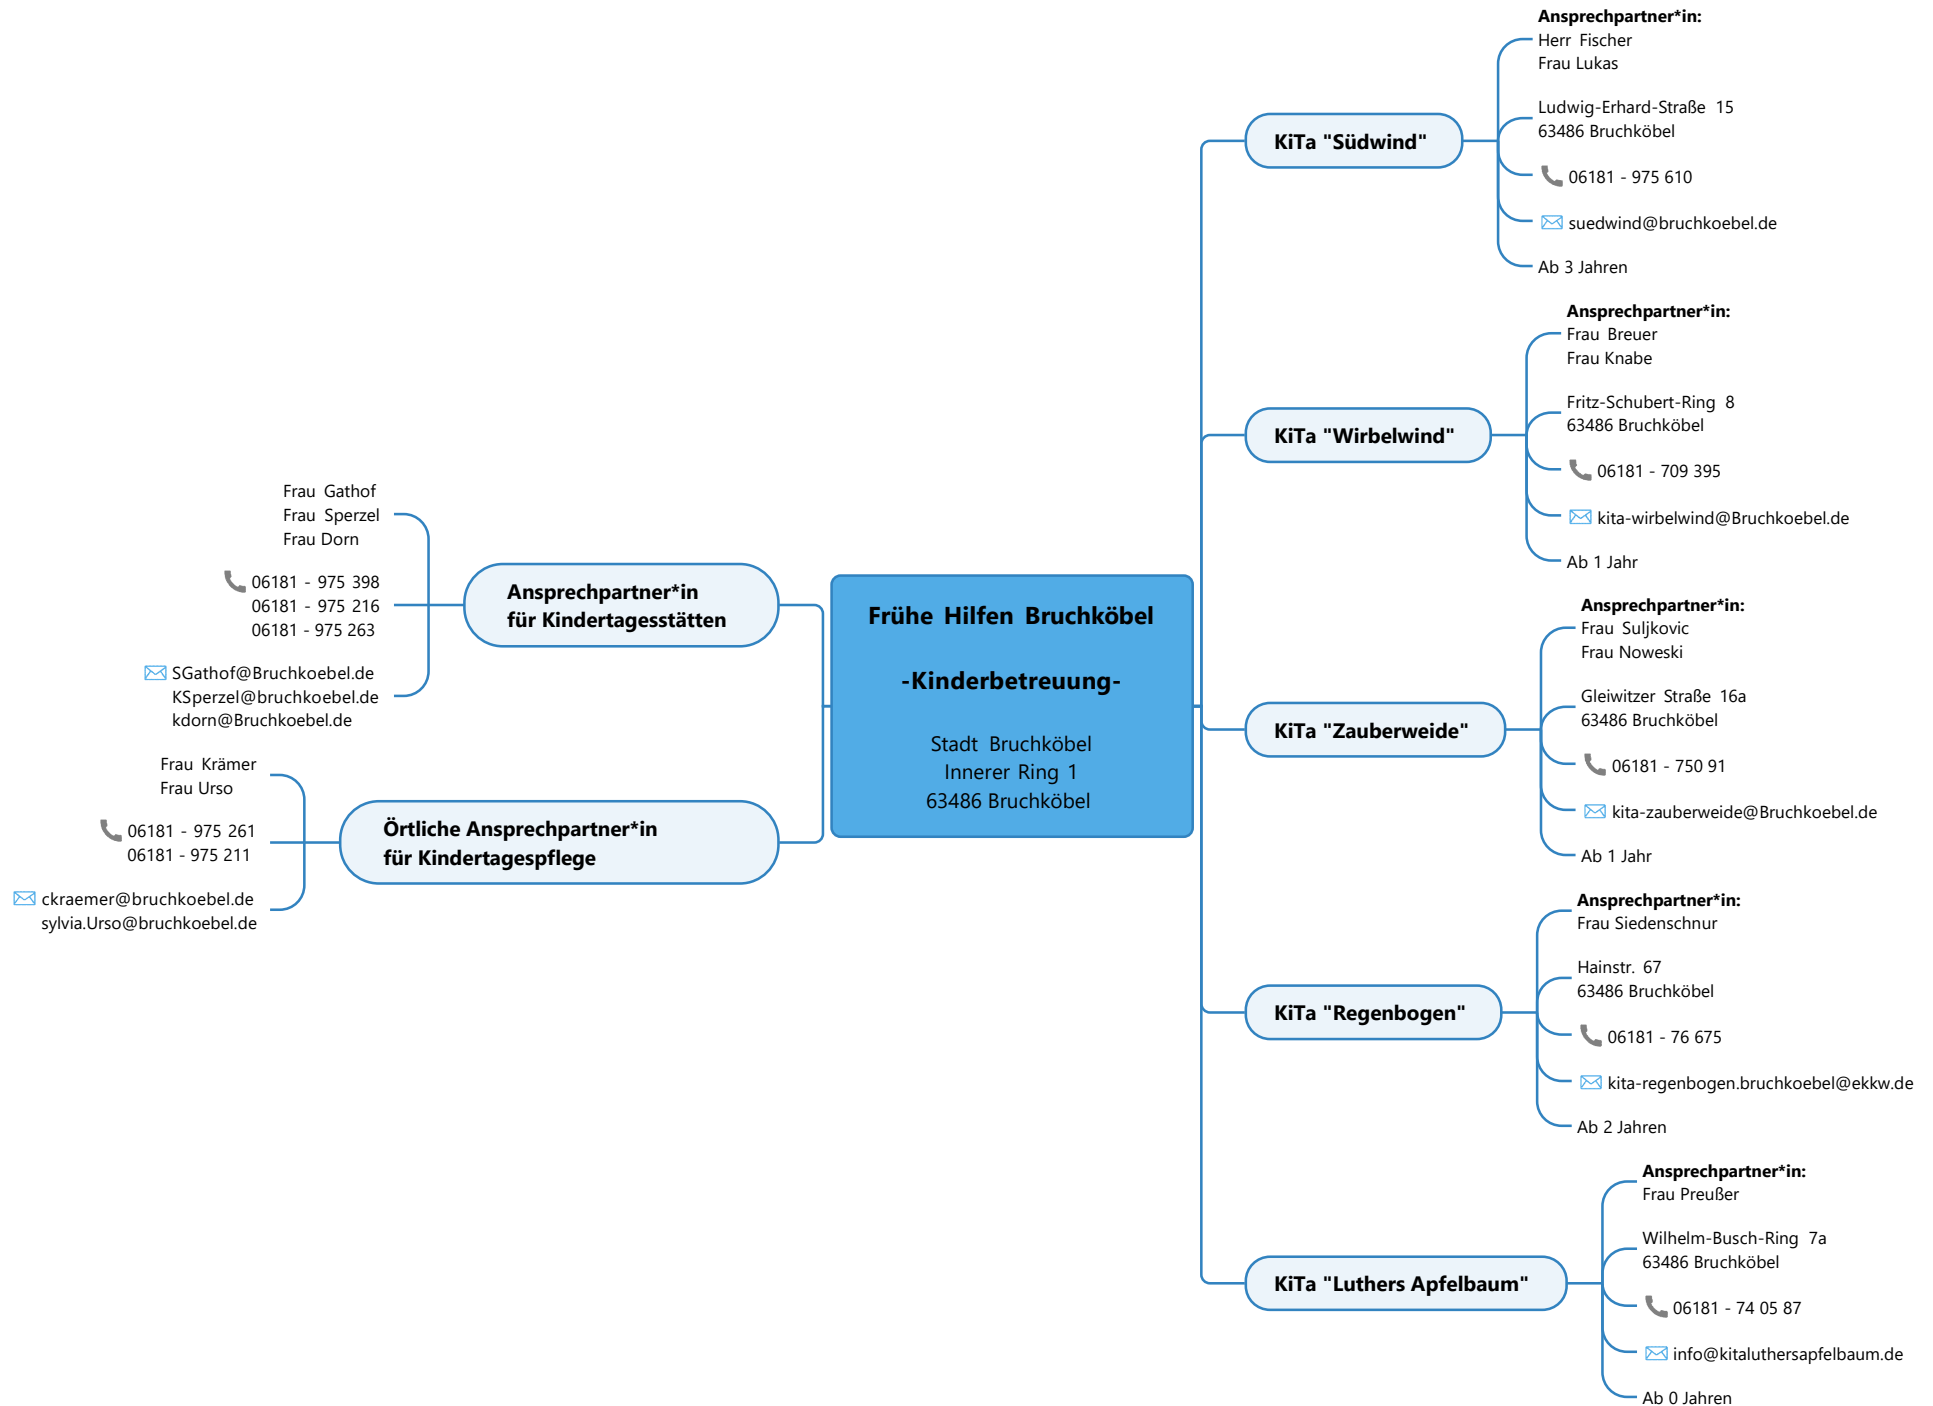 Frühe Hilfen Bruchköbel
-Kinderbetreuung-
Stadt Bruchköbel
Innerer Ring 1
63486 Bruchköbel
Ansprechpartner*in
für Kindertagesstätten
Frau Gathof
Frau Sperzel
Frau Dorn
06181 - 975 398
06181 - 975 216
06181 - 975 263
SGathof@Bruchkoebel.de
KSperzel@bruchkoebel.de
kdorn@Bruchkoebel.de
Örtliche Ansprechpartner*in
für Kindertagespflege
Frau Krämer
Frau Urso
06181 - 975 261
06181 - 975 211
ckraemer@bruchkoebel.de
sylvia.Urso@bruchkoebel.de
KiTa "Südwind"
Ansprechpartner*in:
Herr Fischer
Frau Lukas
Ludwig-Erhard-Straße 15
63486 Bruchköbel
06181 - 975 610
suedwind@bruchkoebel.de
Ab 3 Jahren
KiTa "Wirbelwind"
Ansprechpartner*in:
Frau Breuer
Frau Knabe
Fritz-Schubert-Ring 8
63486 Bruchköbel
06181 - 709 395
kita-wirbelwind@Bruchkoebel.de
Ab 1 Jahr
KiTa "Zauberweide"
Ansprechpartner*in:
Frau Suljkovic
Frau Noweski
Gleiwitzer Straße 16a
63486 Bruchköbel
06181 - 750 91
kita-zauberweide@Bruchkoebel.de
Ab 1 Jahr
KiTa "Regenbogen"
Ansprechpartner*in:
Frau Siedenschnur
Hainstr. 67
63486 Bruchköbel
06181 - 76 675
kita-regenbogen.bruchkoebel@ekkw.de
Ab 2 Jahren
KiTa "Luthers Apfelbaum"
Ansprechpartner*in:
Frau Preußer
Wilhelm-Busch-Ring 7a
63486 Bruchköbel
06181 - 74 05 87
info@kitaluthersapfelbaum.de
Ab 0 Jahren